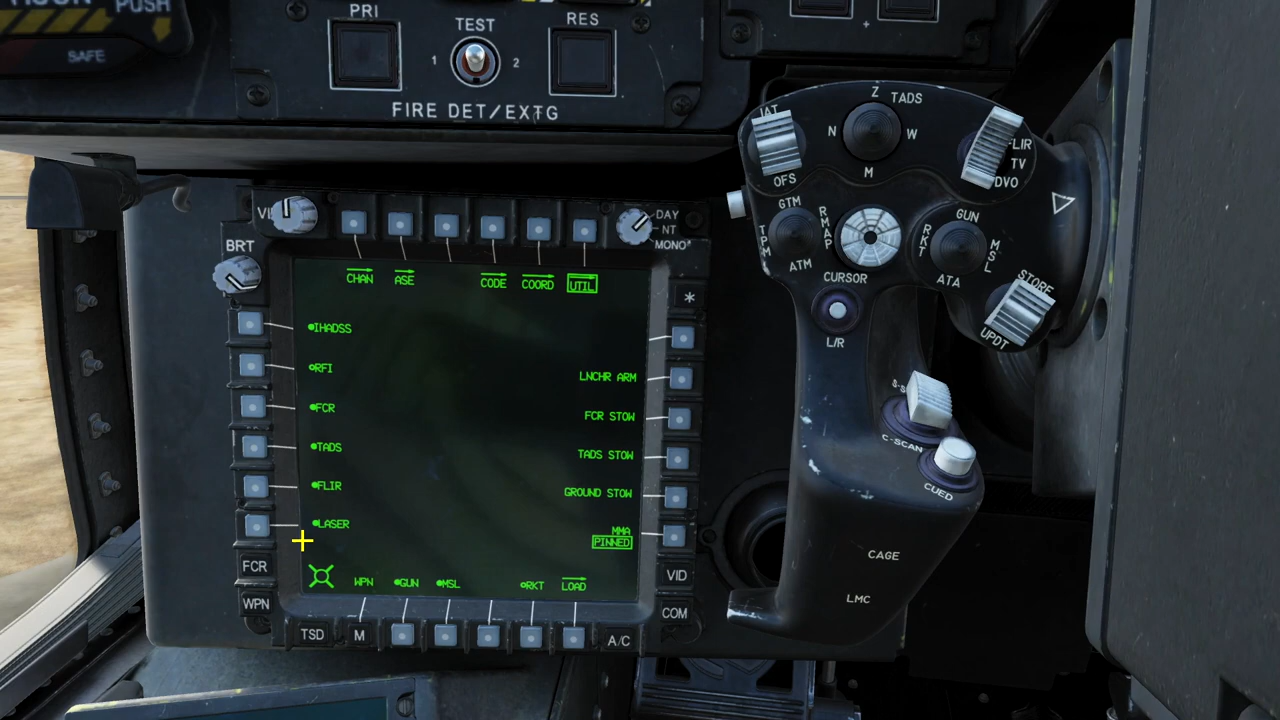 PUSH
SAFE
PRI
TEST
RES
1
2
FIRE DET/EXTG
+
Z TADS
N
W
M
OFS
FLIR
TV
DVO
GTM
TPM
RMAP
ATM
CURSOR
L/R
GUN
RKT
MSL
ATA
STORE
UPDT
C-SCAN
CUED
CAGE
LMC
DAY
NT
MONO*
BRT
*
CHAN
ASE
CODE
COORD
UTIL
IHADSS
RFI
LNCHR ARM
FCR
FCR STOW
TADS
TADS STOW
FLIR
GROUND STOW
LASER
MMA
PINNED
WPN
GUN
MSL
RKT
LOAD
FCR
VID
WPN
COM
TSD
M
A/C